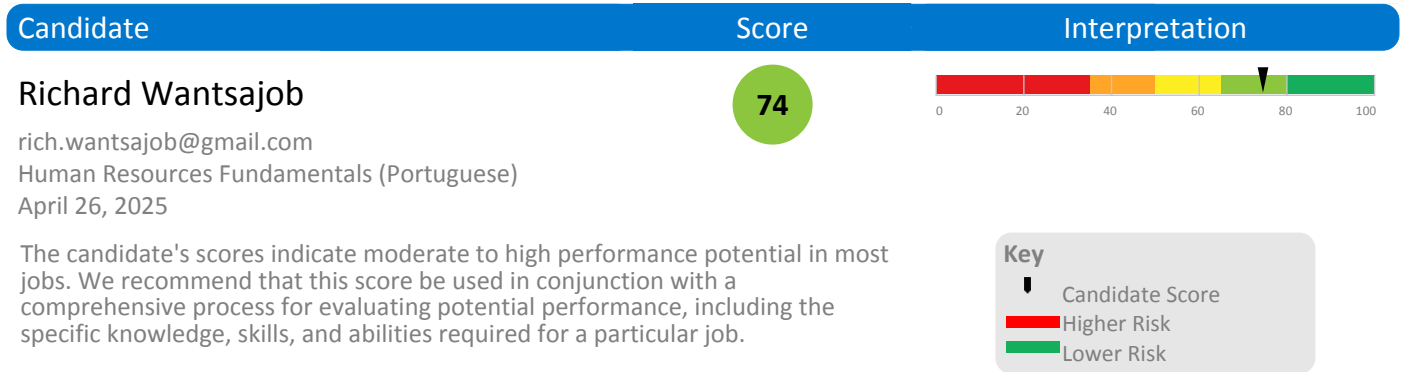 Candidate Score Interpretation
Richard Wantsajob
74
0 20 40 60 80 100
rich.wantsajob@gmail.com
Human Resources Fundamentals (Portuguese)
April 26, 2025
The candidate's scores indicate moderate to high performance potential in most
jobs. We recommend that this score be used in conjunction with a
comprehensive process for evaluating potential performance, including the
specific knowledge, skills, and abilities required for a particular job.
Key
Candidate Score
Higher Risk
Lower Risk